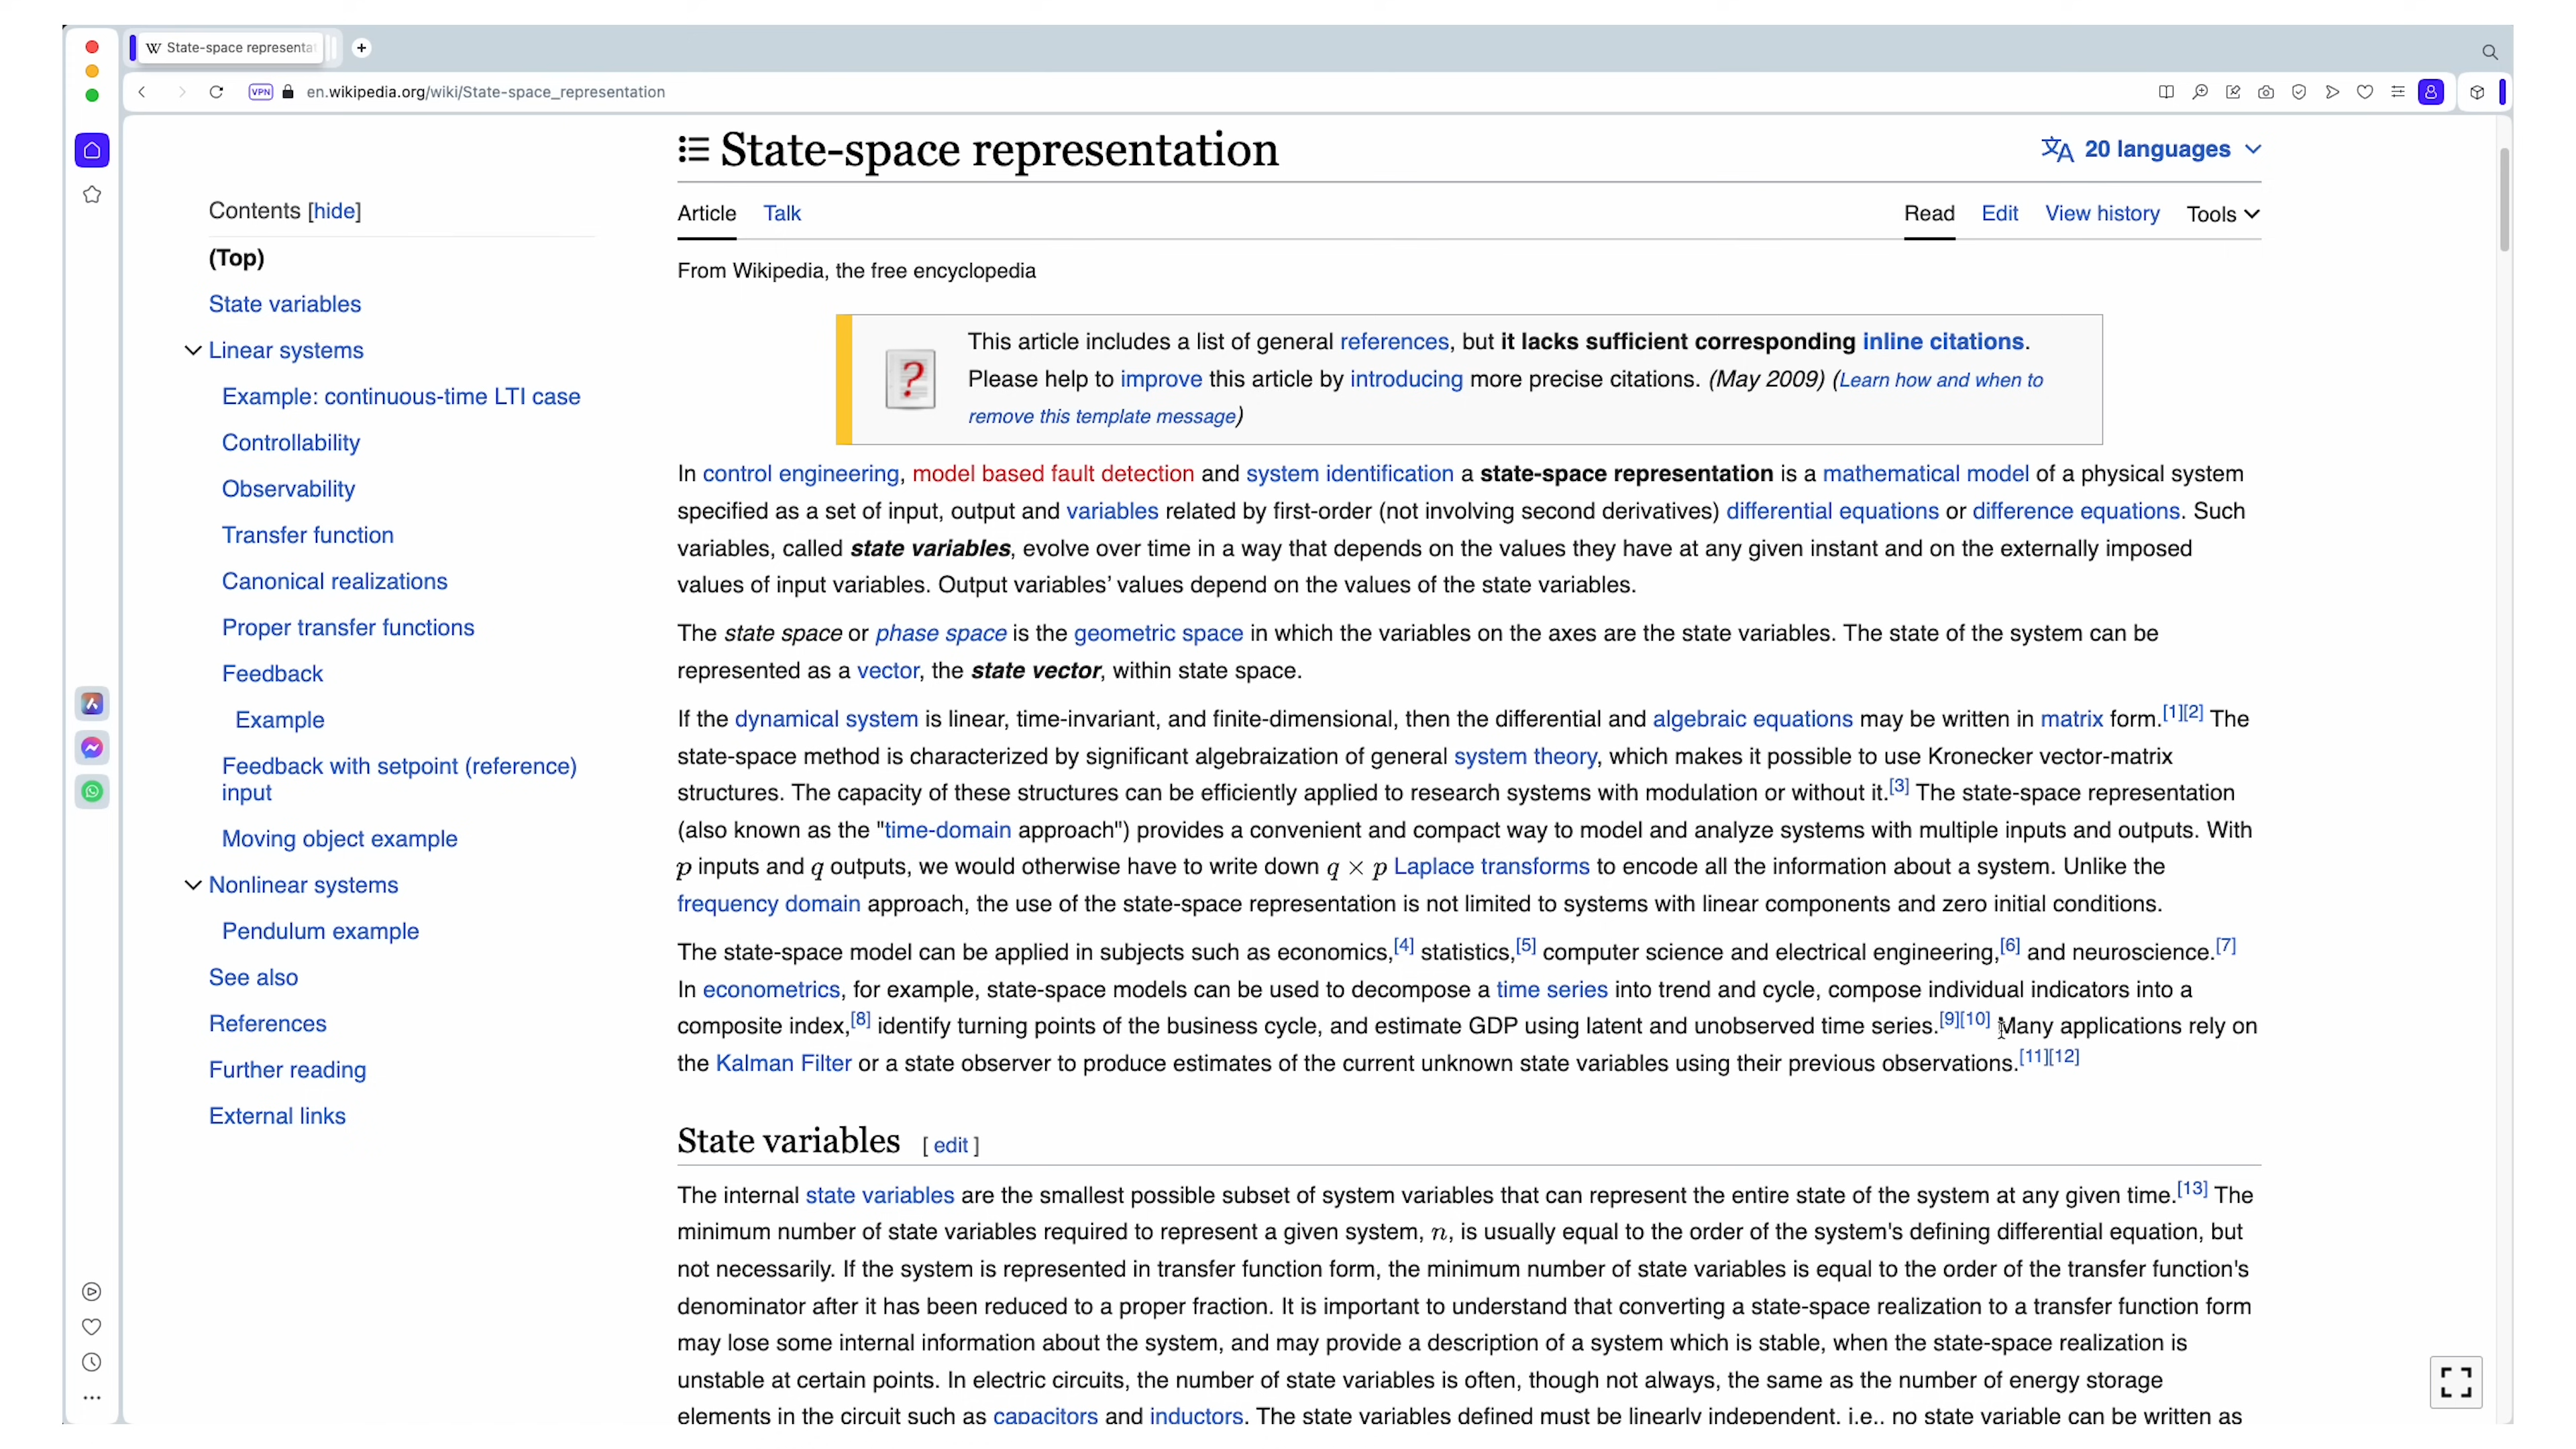 State-space representat
VPN
en.wikipedia.org/wiki/State-space_representation
State-space representation
20 languages
Contents [hide]
(Top)
State variables
Linear systems
Example: continuous-time LTI case
Controllability
Observability
Transfer function
Canonical realizations
Proper transfer functions
Feedback
Example
Feedback with setpoint (reference)
input
Moving object example
Nonlinear systems
Pendulum example
See also
References
Further reading
External links
Article Talk Read Edit View history Tools
From Wikipedia, the free encyclopedia
This article includes a list of general references, but it lacks sufficient corresponding inline citations.
Please help to improve this article by introducing more precise citations. (May 2009) (Learn how and when to
remove this template message)
In control engineering, model based fault detection and system identification a state-space representation is a mathematical model of a physical system
specified as a set of input, output and variables related by first-order (not involving second derivatives) differential equations or difference equations. Such
variables, called state variables, evolve over time in a way that depends on the values they have at any given instant and on the externally imposed
values of input variables. Output variables’ values depend on the values of the state variables.
The state space or phase space is the geometric space in which the variables on the axes are the state variables. The state of the system can be
represented as a vector, the state vector, within state space.
If the dynamical system is linear, time-invariant, and finite-dimensional, then the differential and algebraic equations may be written in matrix form.[1][2] The
state-space method is characterized by significant algebraization of general system theory, which makes it possible to use Kronecker vector-matrix
structures. The capacity of these structures can be efficiently applied to research systems with modulation or without it.[3] The state-space representation
(also known as the "time-domain approach") provides a convenient and compact way to model and analyze systems with multiple inputs and outputs. With
p inputs and q outputs, we would otherwise have to write down q × p Laplace transforms to encode all the information about a system. Unlike the
frequency domain approach, the use of the state-space representation is not limited to systems with linear components and zero initial conditions.
The state-space model can be applied in subjects such as economics,[4] statistics,[5] computer science and electrical engineering,[6] and neuroscience.[7]
In econometrics, for example, state-space models can be used to decompose a time series into trend and cycle, compose individual indicators into a
composite index,[8] identify turning points of the business cycle, and estimate GDP using latent and unobserved time series.[9][10] Many applications rely on
the Kalman Filter or a state observer to produce estimates of the current unknown state variables using their previous observations.[11][12]
State variables [ edit ]
The internal state variables are the smallest possible subset of system variables that can represent the entire state of the system at any given time.[13] The
minimum number of state variables required to represent a given system, n, is usually equal to the order of the system's defining differential equation, but
not necessarily. If the system is represented in transfer function form, the minimum number of state variables is equal to the order of the transfer function's
denominator after it has been reduced to a proper fraction. It is important to understand that converting a state-space realization to a transfer function form
may lose some internal information about the system, and may provide a description of a system which is stable, when the state-space realization is
unstable at certain points. In electric circuits, the number of state variables is often, though not always, the same as the number of energy storage
elements in the circuit such as capacitors and inductors. The state variables defined must be linearly independent, i.e., no state variable can be written as